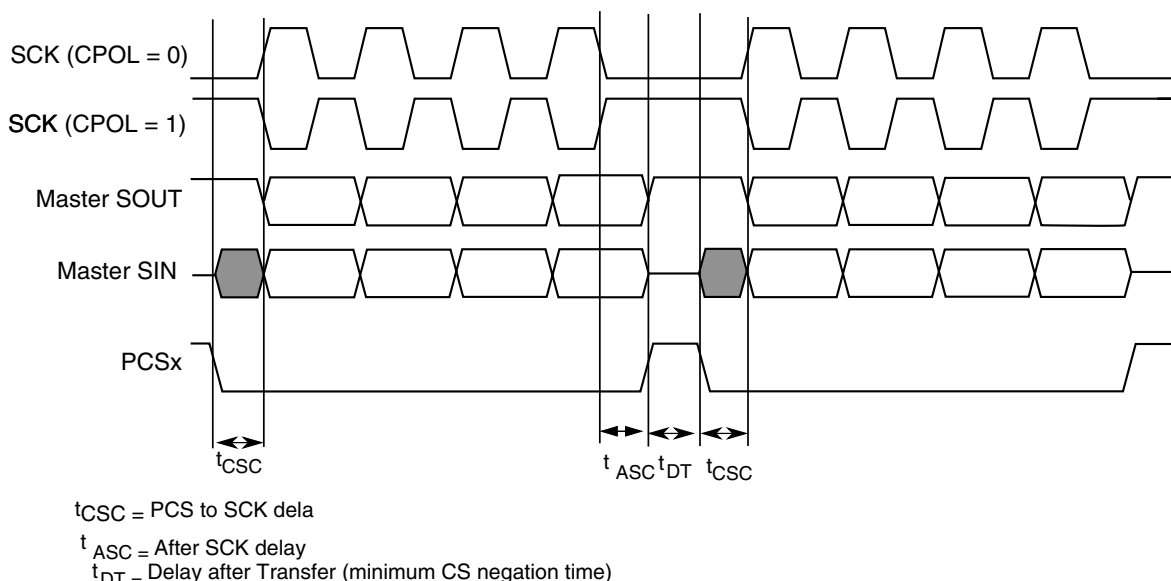 SCK (CPOL = 0)
SCK (CPOL = 1)
Master SOUT
Master SIN
PCSx
tCSC
t ASC
tDT
tCSC
tCSC = PCS to SCK dela
t ASC = After SCK delay
tDT = Delay after Transfer (minimum CS negation time)